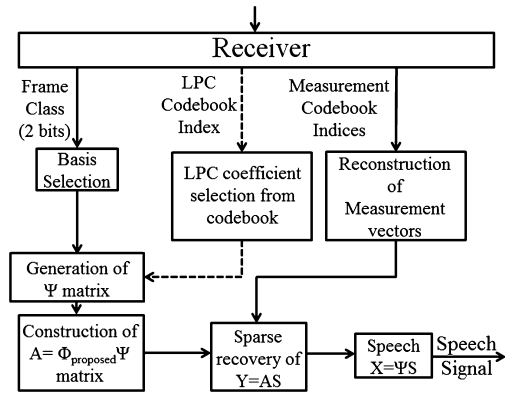 Receiver
Frame
Class
(2 bits)
LPC
Codebook
Index
Measurement
Codebook
Indices
Basis
Selection
LPC coefficient
selection from
codebook
Reconstruction
of
Measurement
vectors
Generation of
Ψ matrix
Construction of
A= Φproposed Ψ
matrix
Sparse
recovery of
Y=AS
Speech
X=ΨS
Speech
Signal